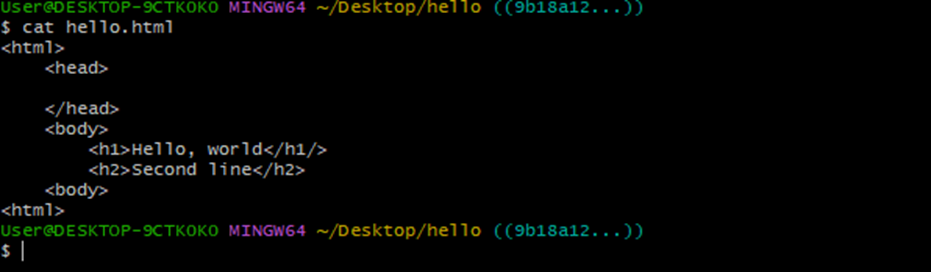 User@DESKTOP-9CTKOKO MINGW64 ~/Desktop/hello ((9b18a12...))
$ cat hello.html
<html>
    <head>

    </head>
    <body>
        <h1>Hello, world</h1/>
        <h2>Second line</h2>
    <body>
<html>
User@DESKTOP-9CTKOKO MINGW64 ~/Desktop/hello ((9b18a12...))
$